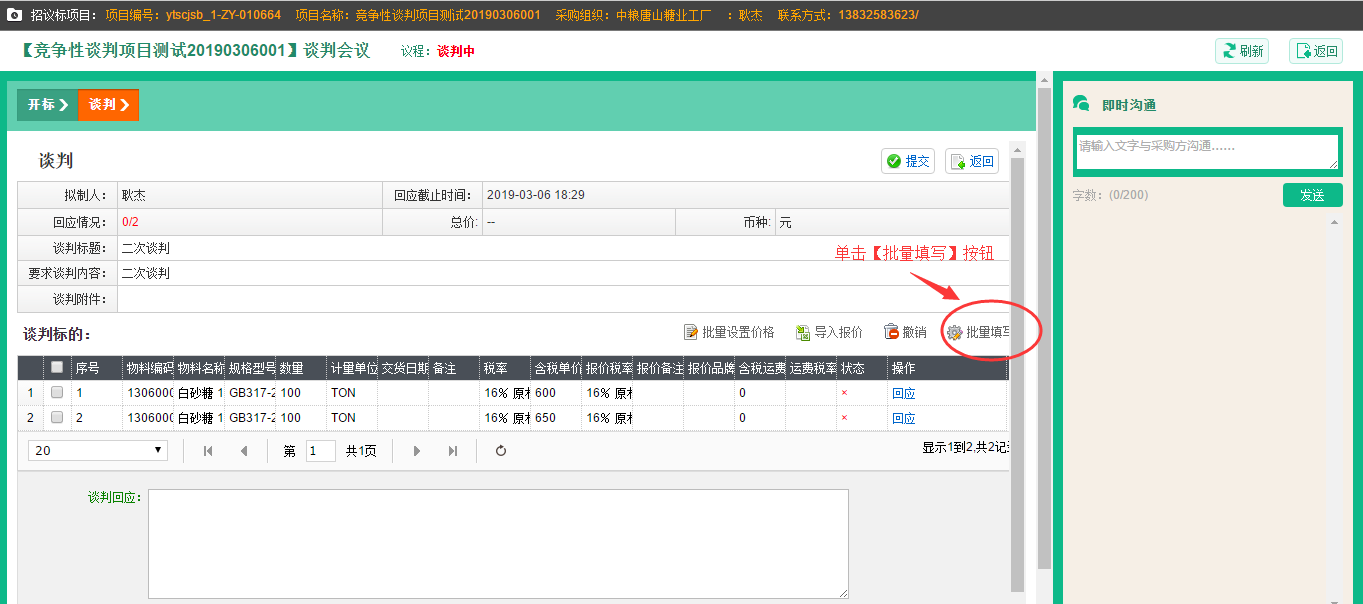 招议标项目: 项目编号: ytscjsb_1-ZY-010664 项目名称: 竞争性谈判项目测试20190306001 采购组织: 中粮唐山糖业工厂 : 耿杰 联系方式: 13832583623/
【竞争性谈判项目测试20190306001】谈判会议 议程: 谈判中 刷新 返回
开标 谈判
即时沟通
请输入文字与采购方沟通......
字数: (0/200) 发送
谈判 提交 返回
拟制人: 耿杰 回应截止时间: 2019-03-06 18:29
回应情况: 0/2 总价: -- 币种: 元
谈判标题: 二次谈判
单击【批量填写】按钮
要求谈判内容: 二次谈判
谈判附件:
谈判标的: 批量设置价格 导入报价 撤销 批量填写
序号 物料编码 物料名称 规格型号 数量 计量单位 交货日期 备注 税率 含税单价 报价税率 报价备注 报价品牌 含税运费 运费税率 状态 操作
1 1 1306000 白砂糖 1 GB317-2 100 TON 16% 原材 600 16% 原材 0 × 回应
2 2 1306000 白砂糖 1 GB317-2 100 TON 16% 原材 650 16% 原材 0 × 回应
20 第 1 共1页 显示1到2,共2记录
谈判回应: